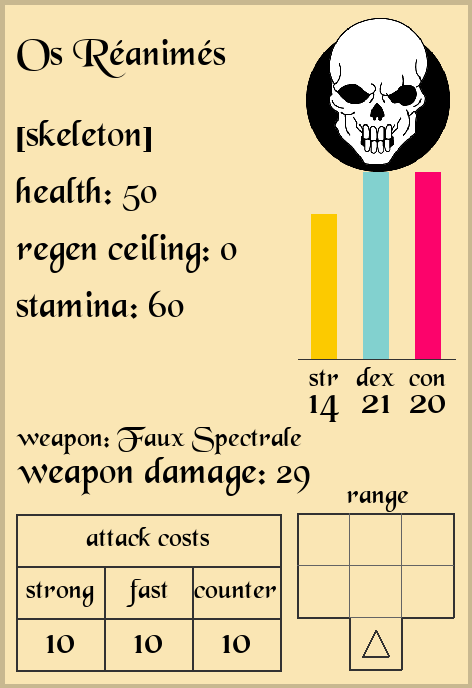 Os Réanimés
[skeleton]
health: 50
regen ceiling: 0
stamina: 60
str dex con
14 21 20
weapon: Faux Spectrale
weapon damage: 29
range
attack costs
strong fast counter
10 10 10